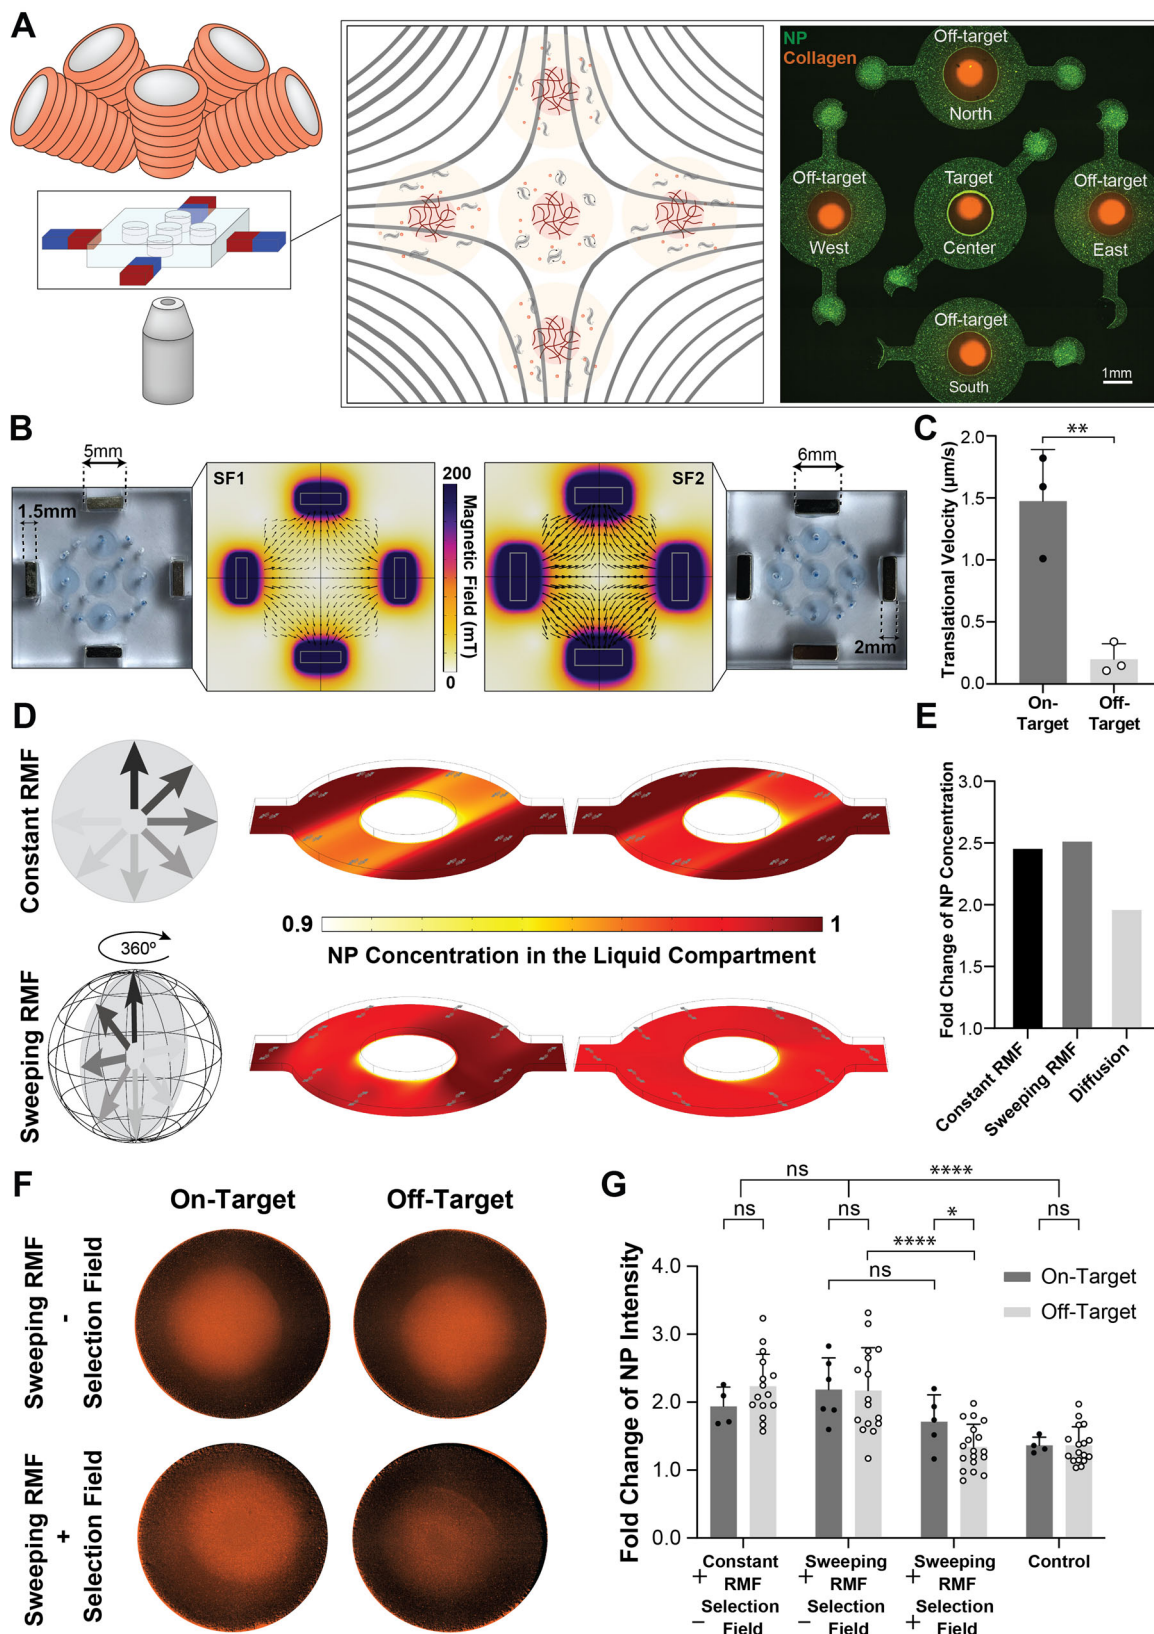 A
NP
Collagen
Off-target
North
Off-target
West
Target
Center
Off-target
East
Off-target
South
1mm
B
5mm
1.5mm
SF1
200
Magnetic Field (mT)
0
SF2
6mm
2mm
C
**
Translational Velocity (µm/s)
2.0
1.5
1.0
0.5
0.0
On-
Target
Off-
Target
D
Constant RMF
0.9
1
NP Concentration in the Liquid Compartment
360º
Sweeping RMF
E
Fold Change of NP Concentration
3.0
2.5
2.0
1.5
1.0
Constant RMF
Sweeping RMF
Diffusion
F
On-Target
Off-Target
Sweeping RMF
-
Selection Field
Sweeping RMF
+
Selection Field
G
ns
****
ns
ns
*
ns
****
ns
Fold Change of NP Intensity
4.0
3.0
2.0
1.0
0.0
On-Target
Off-Target
+ Constant
RMF
− Selection
Field
+ Sweeping
RMF
− Selection
Field
+ Sweeping
RMF
+ Selection
Field
Control